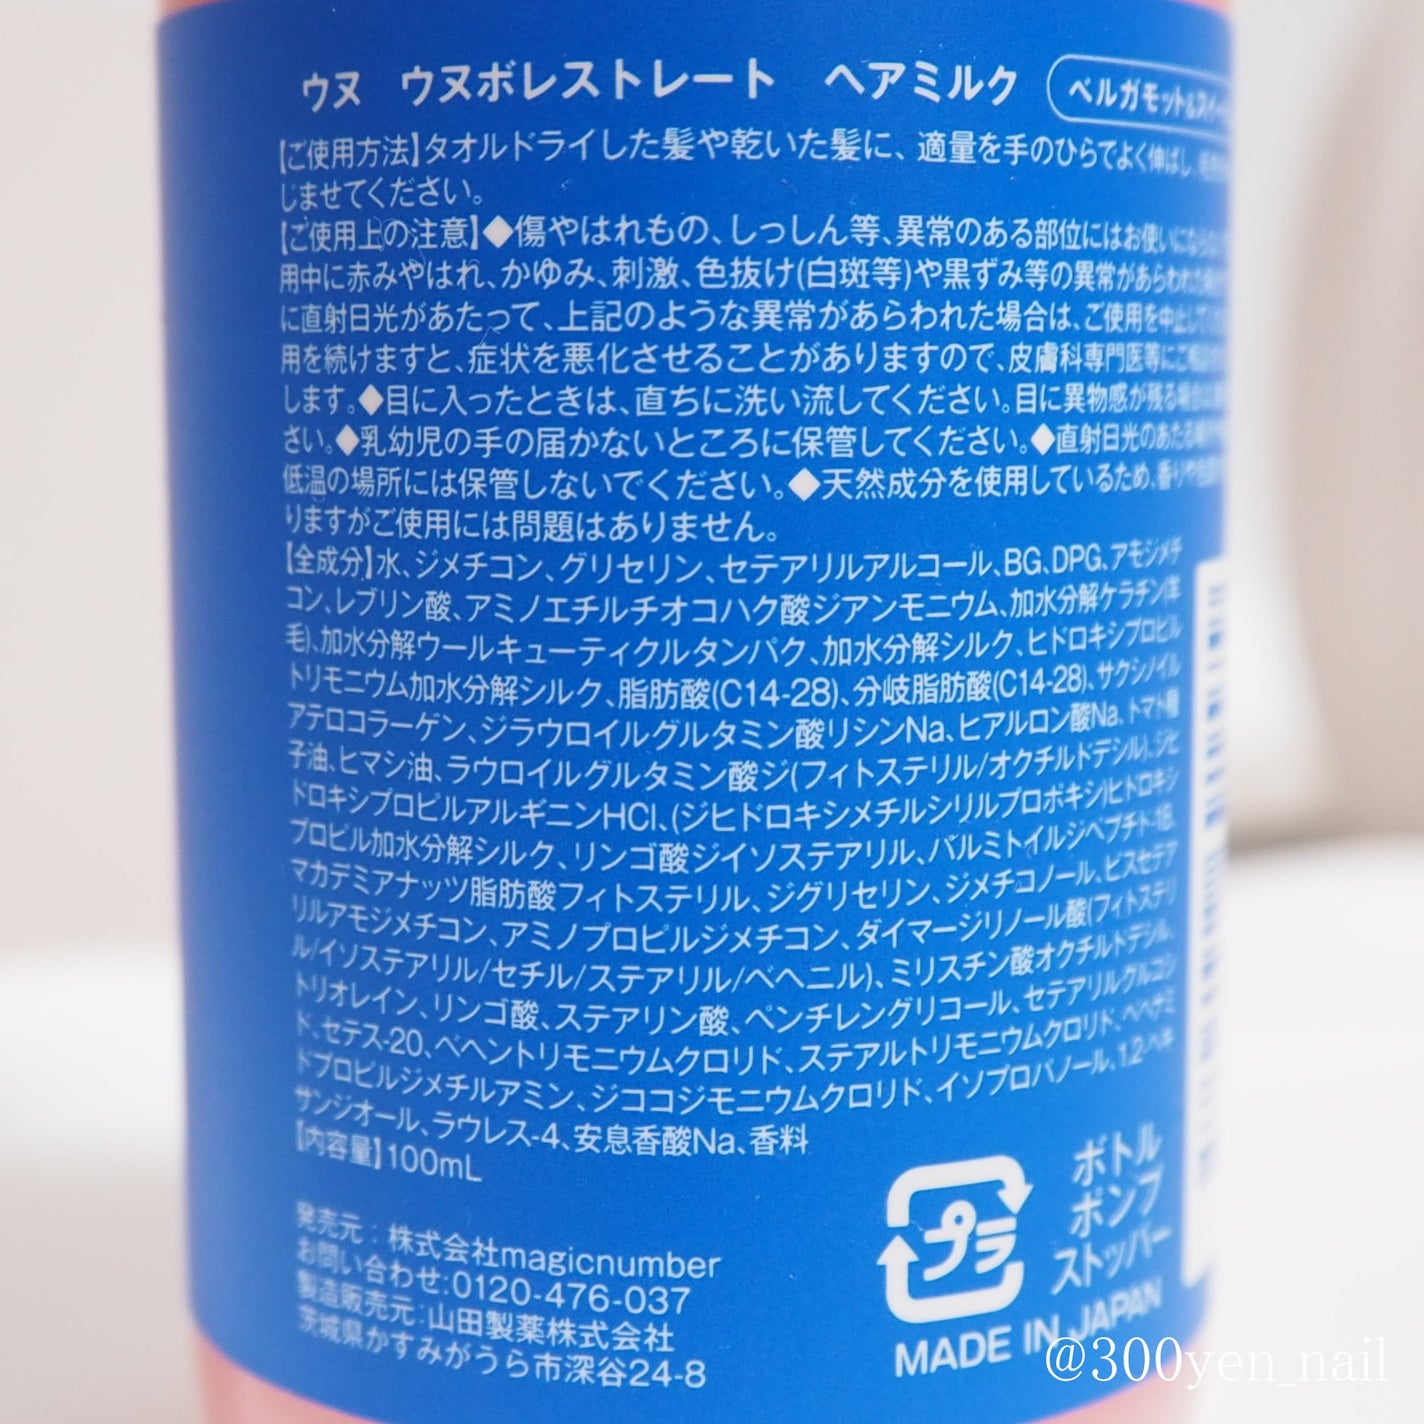 ウヌ　ウヌボレストレート　ヘアミルク　ベルガモット&スイー
【ご使用方法】タオルドライした髪や乾いた髪に、適量を手のひらでよく伸ばし、
じませてください。
【ご使用上の注意】◆傷やはれもの、しっしん等、異常のある部位にはお使いにならない
用中に赤みやはれ、かゆみ、刺激、色抜け(白斑等)や黒ずみ等の異常があらわれた
に直射日光があたって、上記のような異常があらわれた場合は、ご使用を中止して
用を続けますと、症状を悪化させることがありますので、皮膚科専門医等にご相談
します。◆目に入ったときは、直ちに洗い流してください。目に異物感が残る場合は
さい。◆乳幼児の手の届かないところに保管してください。◆直射日光のあたる
低温の場所には保管しないでください。◆天然成分を使用しているため、香りや
りますがご使用には問題はありません。
【全成分】水、ジメチコン、グリセリン、セテアリルアルコール、BG、DPG、アモジメチ
コン、レブリン酸、アミノエチルチオコハク酸ジアンモニウム、加水分解ケラチン(羊
毛)、加水分解ウールキューティクルタンパク、加水分解シルク、ヒドロキシプロピル
トリモニウム加水分解シルク、脂肪酸(C14-28)、分岐脂肪酸(C14-28)、サクシノイル
アテロコラーゲン、ジラウロイルグルタミン酸リシンNa、ヒアルロン酸Na、トマト種
子油、ヒマシ油、ラウロイルグルタミン酸ジ(フィトステリル/オクチルドデシル)、ジヒ
ドロキシプロピルアルギニンHCl、(ジヒドロキシメチルシリルプロポキシ)ヒドロキシ
プロピル加水分解シルク、リンゴ酸ジイソステアリル、パルミトイルジペプチド-18、
マカデミアナッツ脂肪酸フィトステリル、ジグリセリン、ジメチコノール、ビスセテア
リルアモジメチコン、アミノプロピルジメチコン、ダイマージリノール酸(フィトステリ
ル/イソステアリル/セチル/ステアリル/ベヘニル)、ミリスチン酸オクチルドデシル、
トリオレイン、リンゴ酸、ステアリン酸、ペンチレングリコール、セテアリルグルコシ
ド、セテス-20、ベヘントリモニウムクロリド、ステアルトリモニウムクロリド、ベヘナミ
ドプロピルジメチルアミン、ジココジモニウムクロリド、イソプロパノール、1,2-ヘキ
サンジオール、ラウレス-4、安息香酸Na、香料
【内容量】100mL
発売元：株式会社magicnumber
お問い合わせ:0120-476-037
製造販売元:山田製薬株式会社
茨城県かすみがうら市深谷24-8
プラ
ボトル
ポンプ
ストッパー
MADE IN JAPAN
@300yen_nail